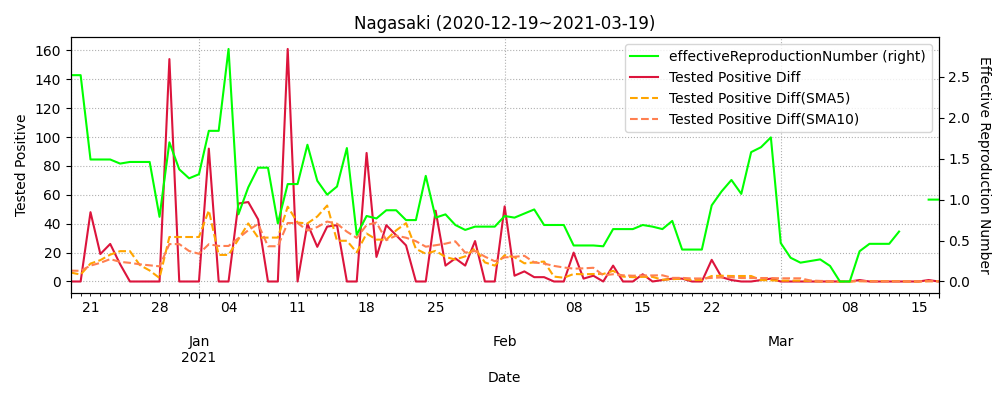 Nagasaki (2020-12-19~2021-03-19)
effectiveReproductionNumber (right)
Tested Positive Diff
Tested Positive Diff(SMA5)
Tested Positive Diff(SMA10)
Tested Positive
160
140
120
100
80
60
40
20
0
Effective Reproduction Number
2.5
2.0
1.5
1.0
0.5
0.0
21 28 04 11 18 25 08 15 22 08 15
Jan Feb Mar
2021
Date